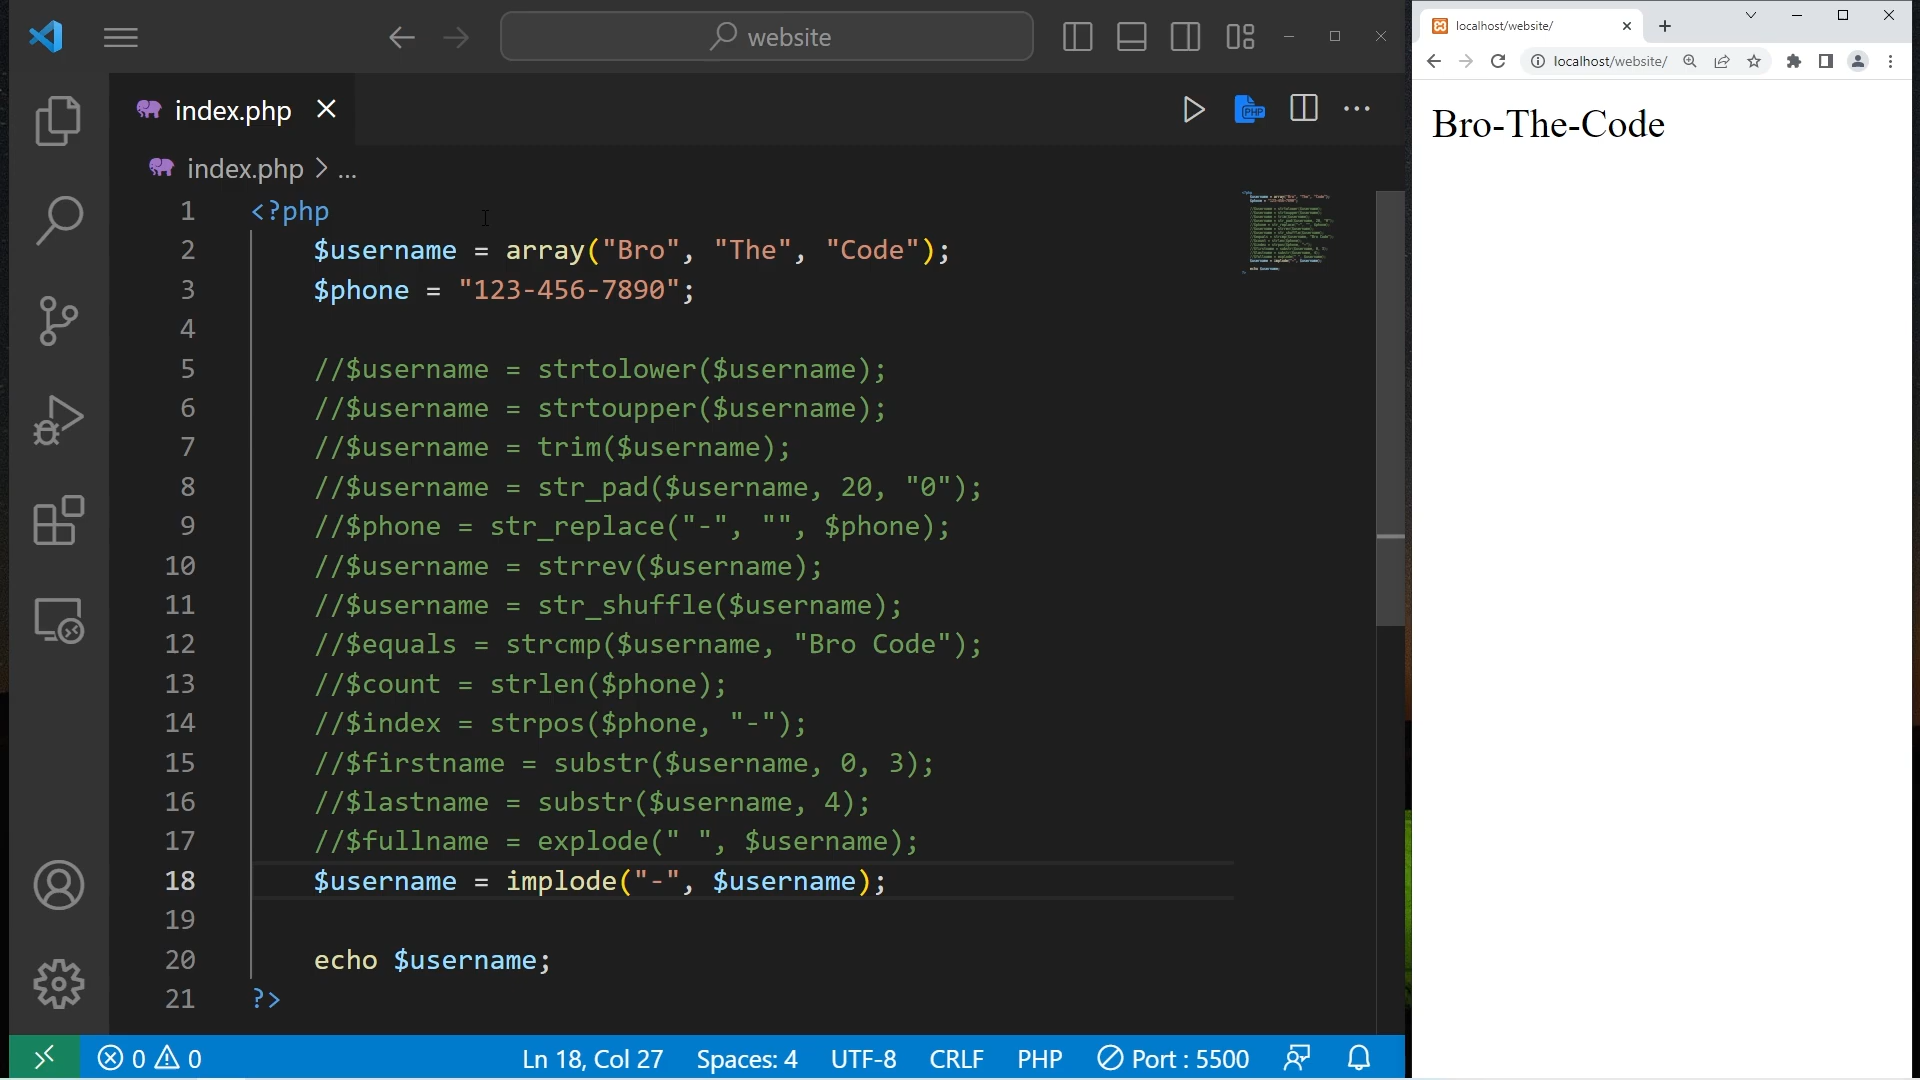 website
index.php
index.php > ...
1 <?php
2 $username = array("Bro", "The", "Code");
3 $phone = "123-456-7890";
4
5 //$username = strtolower($username);
6 //$username = strtoupper($username);
7 //$username = trim($username);
8 //$username = str_pad($username, 20, "0");
9 //$phone = str_replace("-", "", $phone);
10 //$username = strrev($username);
11 //$username = str_shuffle($username);
12 //$equals = strcmp($username, "Bro Code");
13 //$count = strlen($phone);
14 //$index = strpos($phone, "-");
15 //$firstname = substr($username, 0, 3);
16 //$lastname = substr($username, 4);
17 //$fullname = explode(" ", $username);
18 $username = implode("-", $username);
19
20 echo $username;
21 ?>
0 0 Ln 18, Col 27 Spaces: 4 UTF-8 CRLF PHP Port : 5500
localhost/website/
localhost/website/
Bro-The-Code